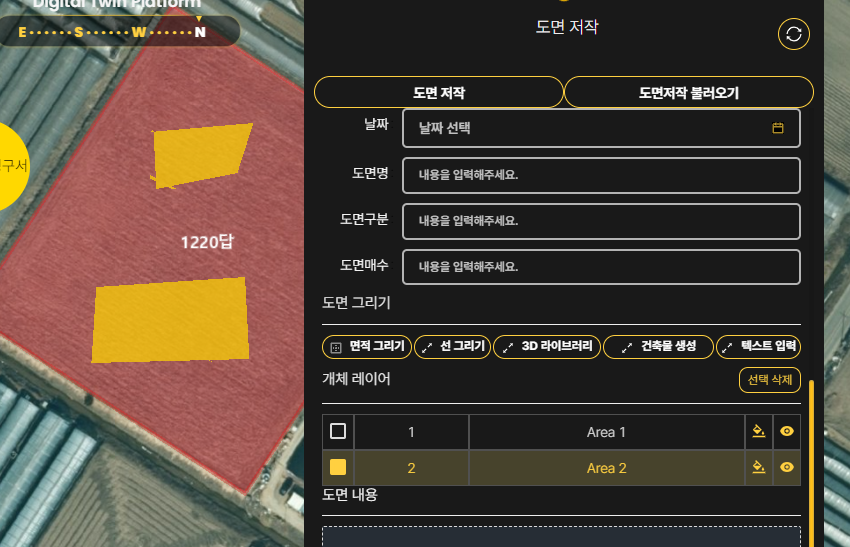 Digital Twin Platform
E S W N
구서
1220답
도면 저작
도면 저작 도면저작 불러오기
날짜 날짜 선택
도면명 내용을 입력해주세요.
도면구분 내용을 입력해주세요.
도면매수 내용을 입력해주세요.
도면 그리기
면적 그리기 선 그리기 3D 라이브러리 건축물 생성 텍스트 입력
개체 레이어 선택 삭제
1 Area 1
2 Area 2
도면 내용